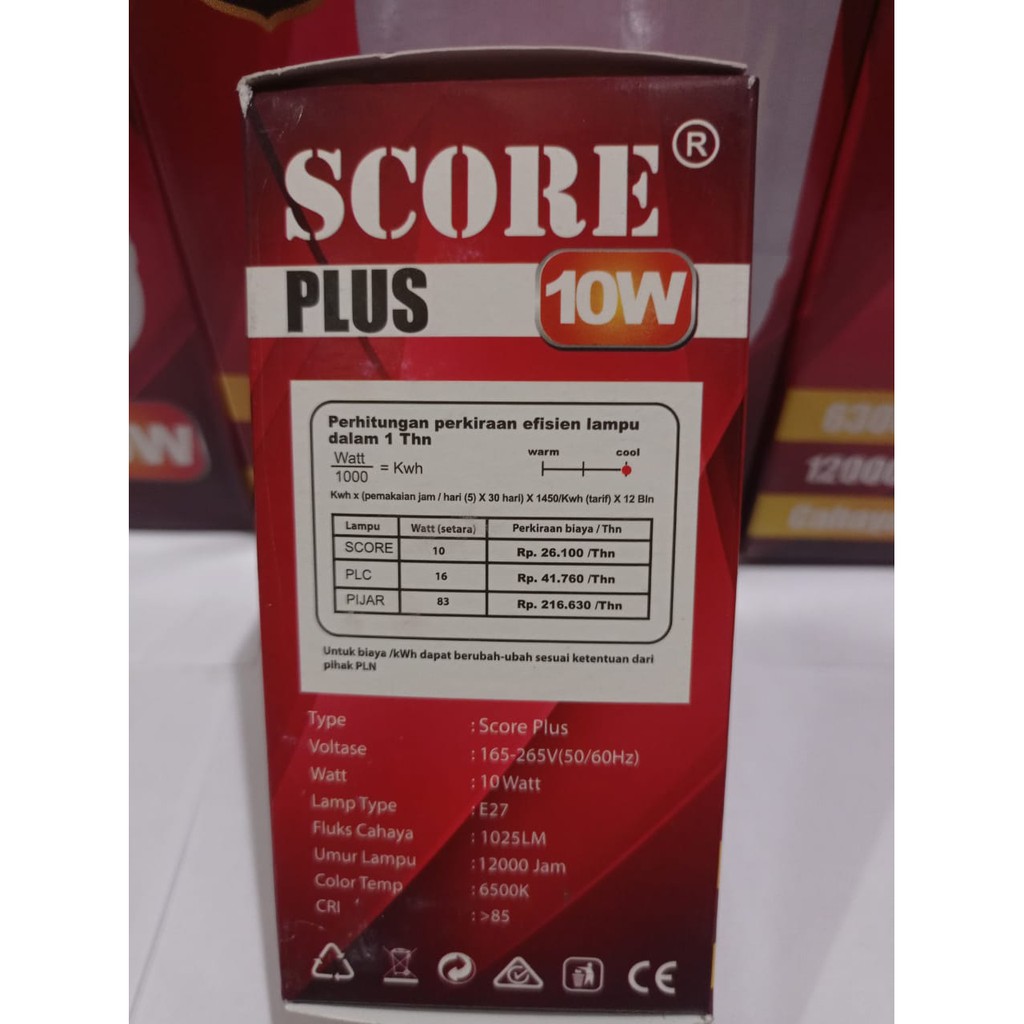 SCORE ®
PLUS 10W
Perhitungan perkiraan efisien lampu
dalam 1 Thn
Watt
1000
= Kwh
warm cool
Kwh x (pemakaian jam / hari (5) X 30 hari) X 1450/Kwh (tarif) X 12 Bln
Lampu Watt (setara) Perkiraan biaya / Thn
SCORE 10 Rp. 26.100 /Thn
PLC 16 Rp. 41.760 /Thn
PIJAR 83 Rp. 216.630 /Thn
Untuk biaya /kWh dapat berubah-ubah sesuai ketentuan dari
pihak PLN
Type : Score Plus
Voltase : 165-265V(50/60Hz)
Watt : 10Watt
Lamp Type : E27
Fluks Cahaya : 1025LM
Umur Lampu : 12000 Jam
Color Temp : 6500K
CRI : >85
CE
W
630
12000
Cahaya